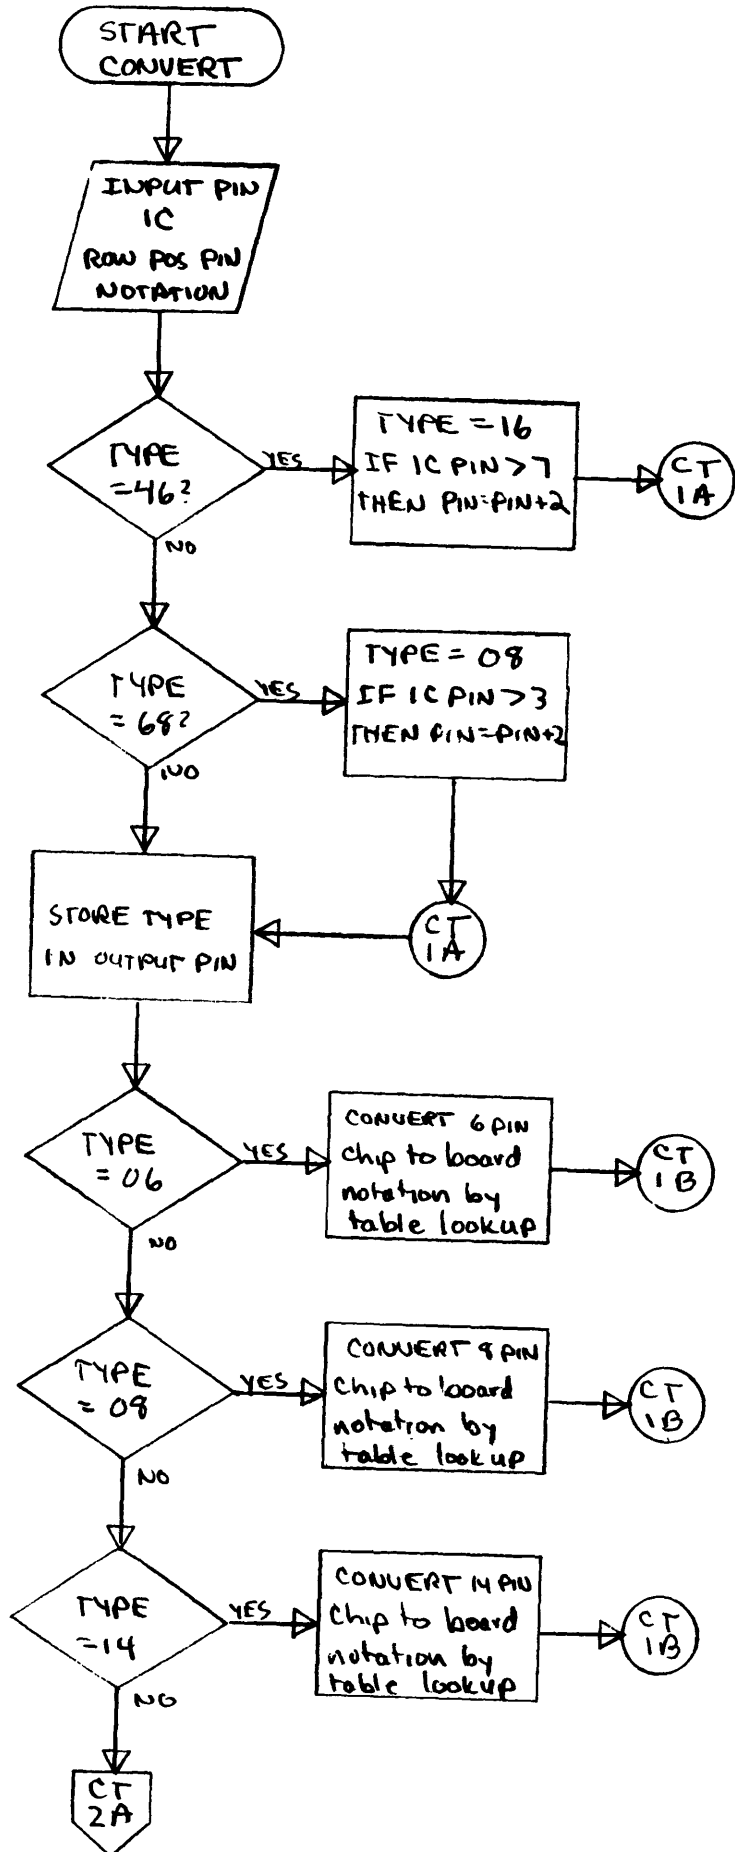 START
CONVERT
INPUT PIN
IC
ROW POS PIN
NOTATION
TYPE
=46?
YES
TYPE = 16
IF IC PIN > 7
THEN PIN=PIN+2
CT
1A
NO
TYPE
= 68?
YES
TYPE = 08
IF IC PIN > 3
THEN PIN=PIN+2
NO
STORE TYPE
IN OUTPUT PIN
CT
1A
TYPE
= 06
YES
CONVERT 6 PIN
Chip to board
notation by
table lookup
CT
1B
NO
TYPE
= 08
YES
CONVERT 8 PIN
Chip to board
notation by
table lookup
CT
1B
NO
TYPE
=14
YES
CONVERT 14 PIN
Chip to board
notation by
table lookup
CT
1B
NO
CT
2A